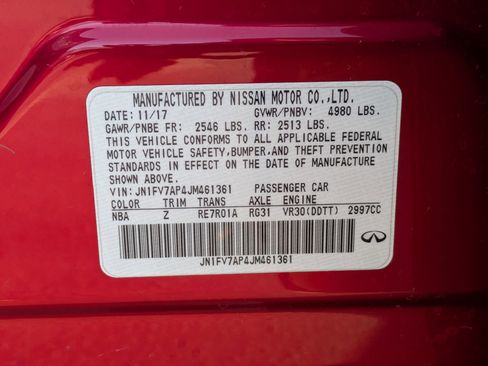 MANUFACTURED BY NISSAN MOTOR CO.,LTD.
DATE: 11/17 GVWR/PNBV: 4980 LBS.
GAWR/PNBE FR: 2546 LBS. RR: 2513 LBS.
THIS VEHICLE CONFORMS TO ALL APPLICABLE FEDERAL
MOTOR VEHICLE SAFETY, BUMPER, AND THEFT PREVENTION
STANDARDS IN EFFECT ON THE DATE OF MANUFACTURE
SHOWN ABOVE.
VIN: JN1FV7AP4JM461361 PASSENGER CAR
COLOR TRIM TRANS AXLE ENGINE
NBA Z RE7R01A RG31 VR30(DDTT) 2997CC
JN1FV7AP4JM461361